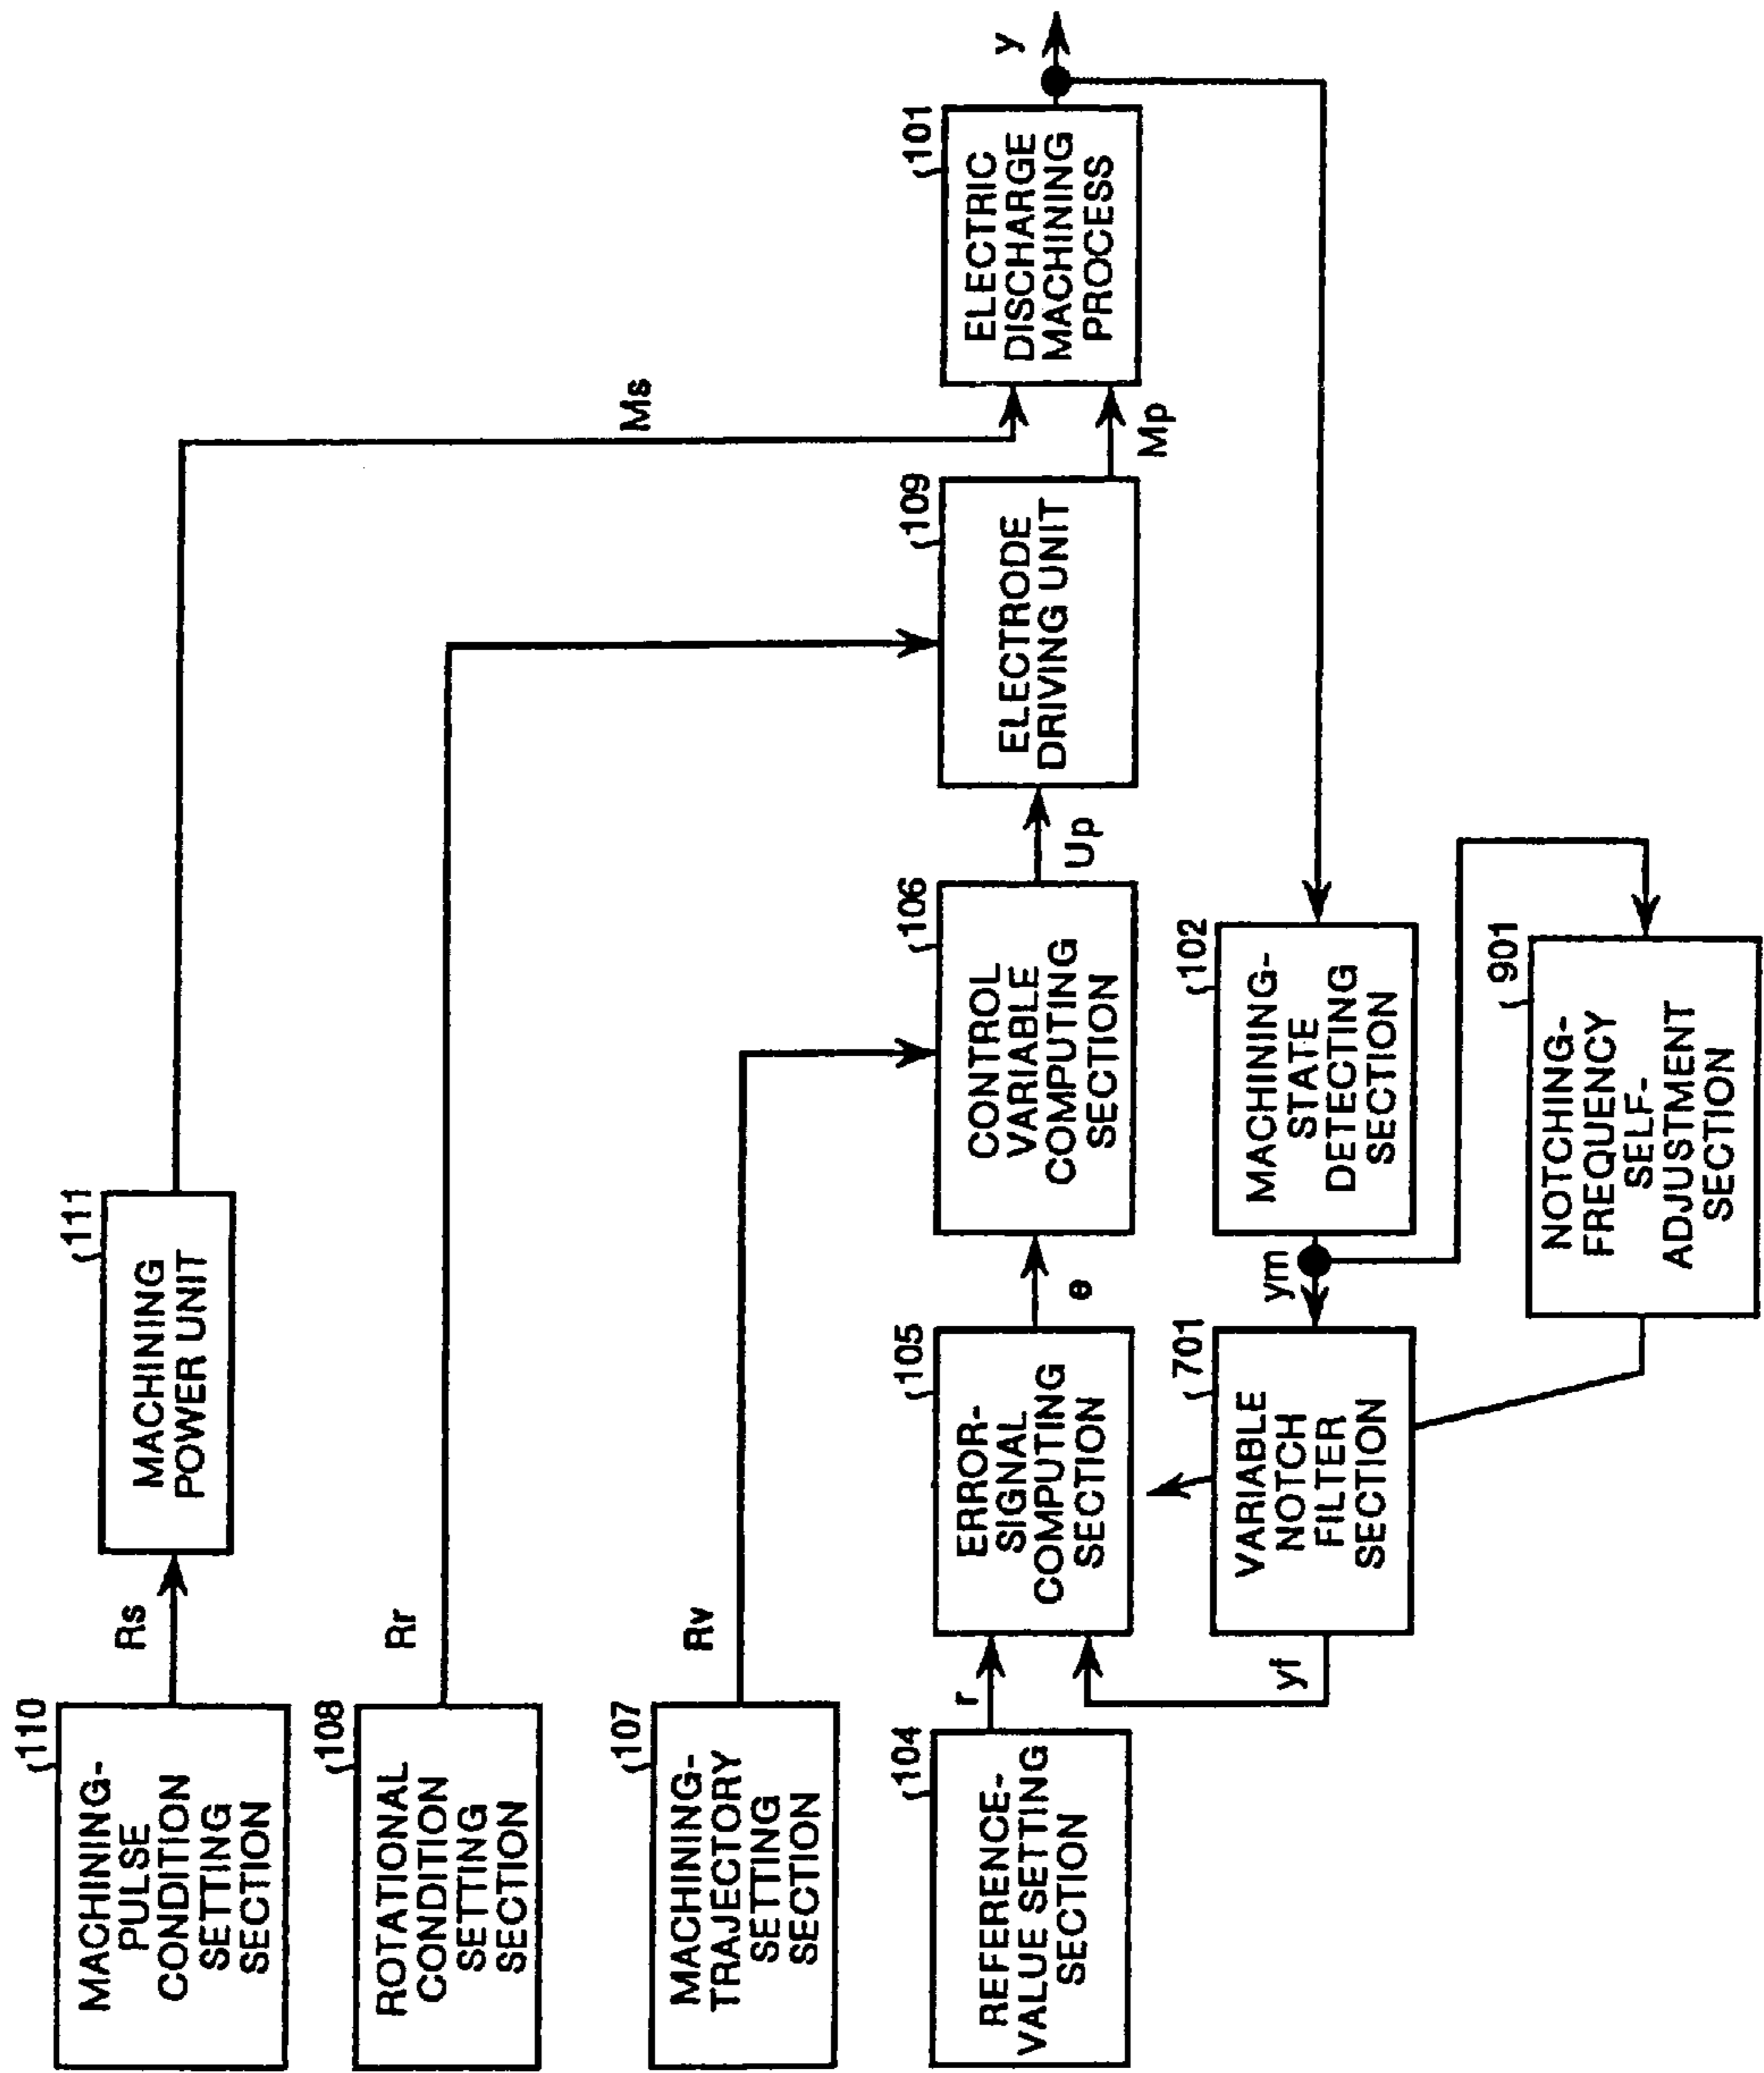 110
MACHINING-
PULSE
CONDITION
SETTING
SECTION
Rs
111
MACHINING
POWER UNIT
Ms
108
ROTATIONAL
CONDITION
SETTING
SECTION
Rr
107
MACHINING-
TRAJECTORY
SETTING
SECTION
Rv
104
REFERENCE-
VALUE SETTING
SECTION
r
105
ERROR-
SIGNAL
COMPUTING
SECTION
e
106
CONTROL
VARIABLE
COMPUTING
SECTION
Up
109
ELECTRODE
DRIVING UNIT
Mp
101
ELECTRIC
DISCHARGE
MACHINING
PROCESS
y
yf
701
VARIABLE
NOTCH
FILTER
SECTION
ym
102
MACHINING-
STATE
DETECTING
SECTION
901
NOTCHING-
FREQUENCY
SELF-
ADJUSTMENT
SECTION